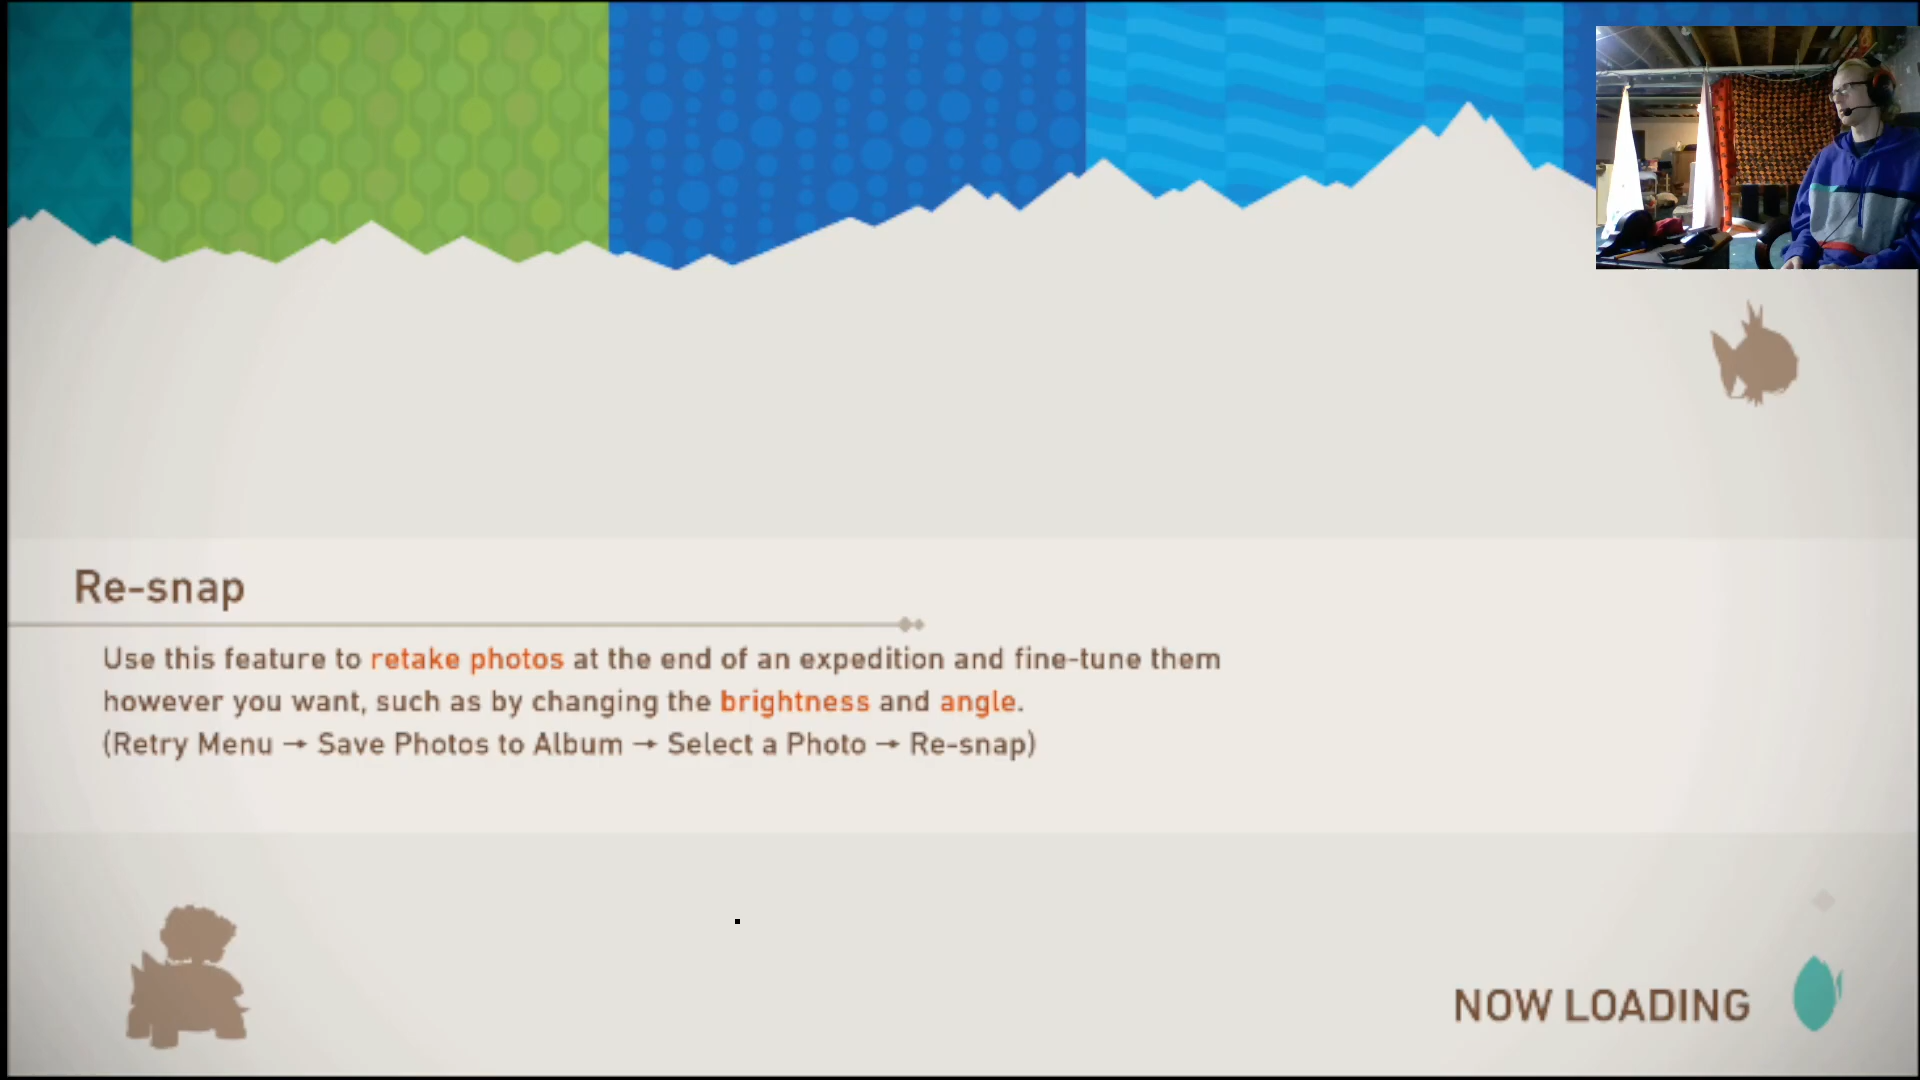 Re-snap
Use this feature to retake photos at the end of an expedition and fine-tune them
however you want, such as by changing the brightness and angle.
(Retry Menu → Save Photos to Album → Select a Photo → Re-snap)
NOW LOADING